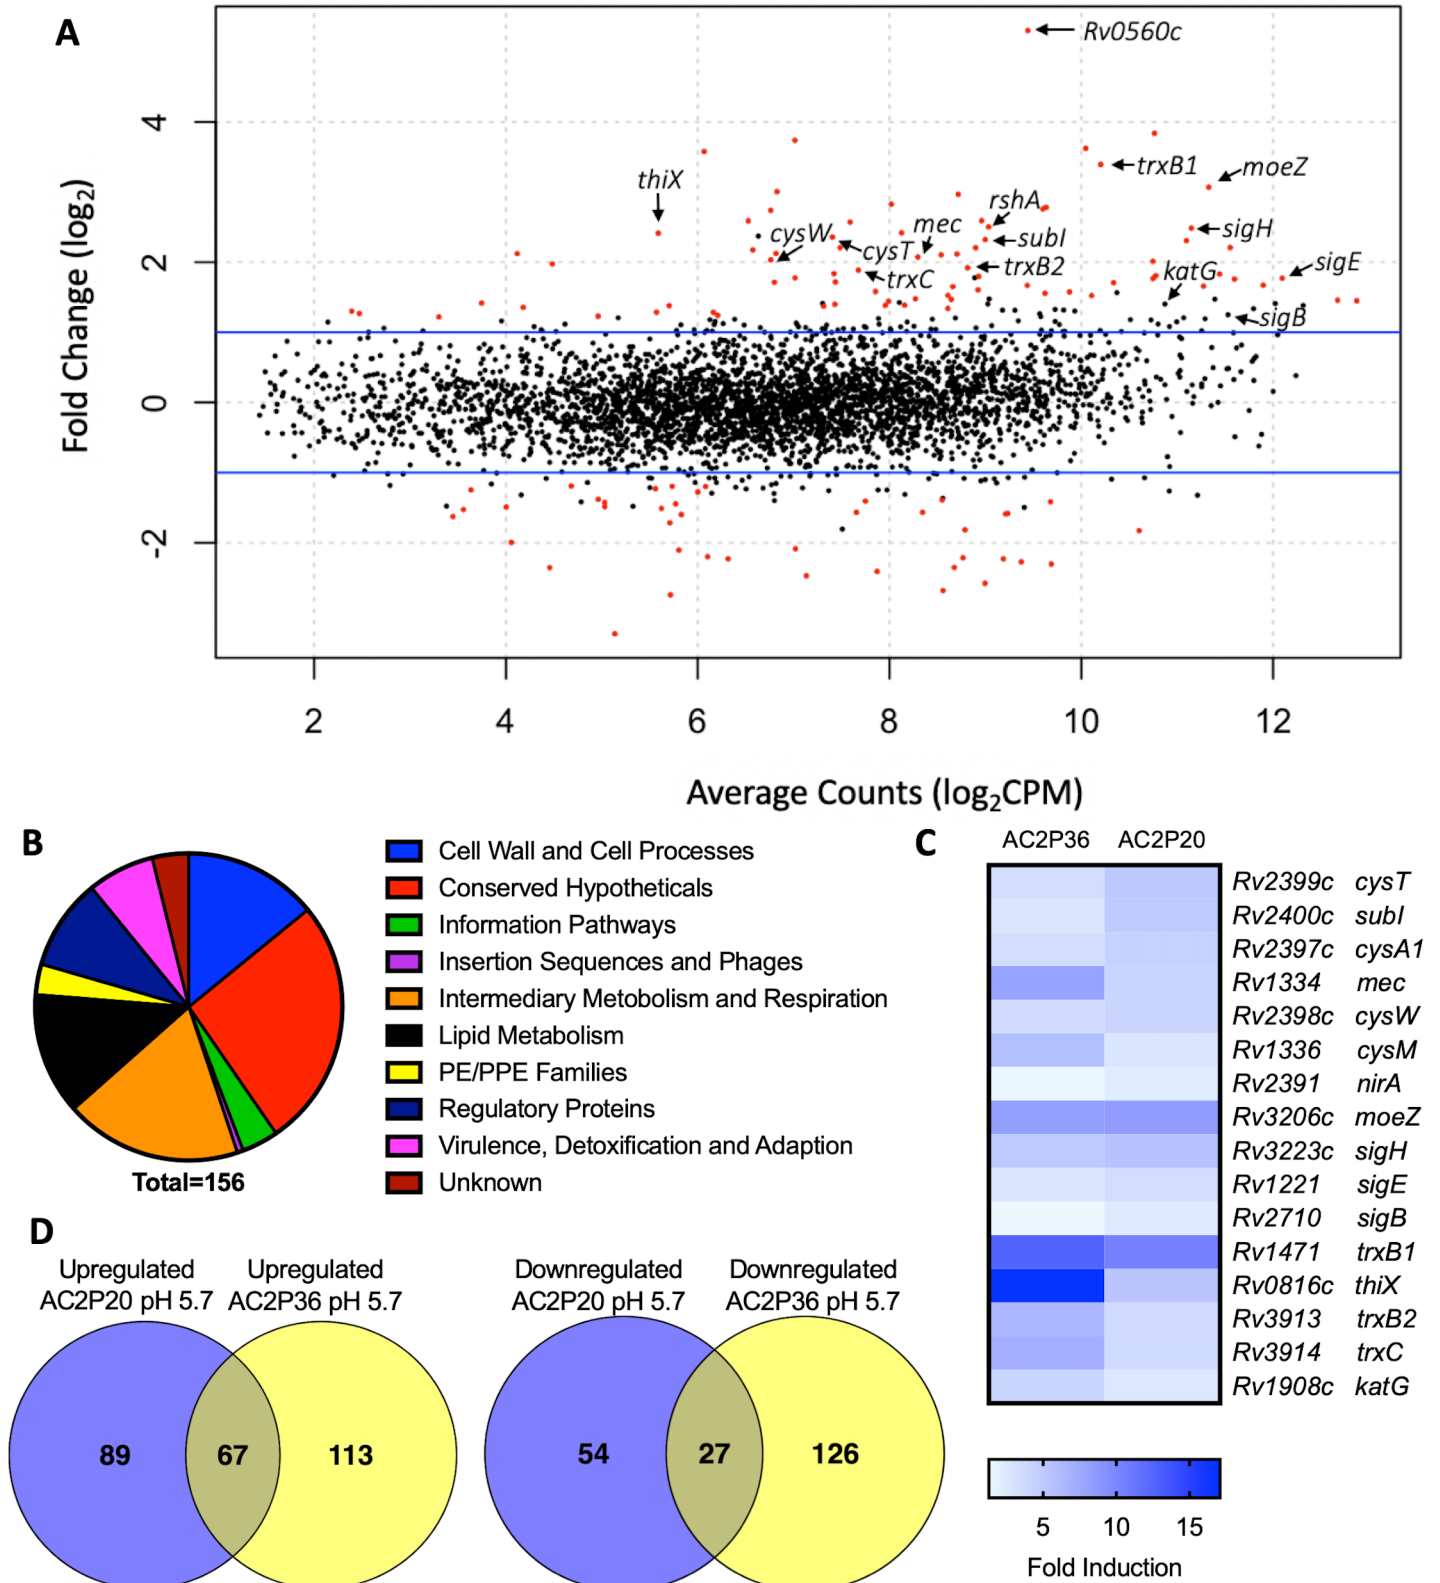 A
Rv0560c
4
trxB1
moeZ
thiX
rshA
mec
sigH
cysW
subI
cysT
2
trxB2
sigE
katG
trxC
sigB
Fold Change (log2)
0
-2
2
4
6
8
10
12
Average Counts (log2CPM)
B
Cell Wall and Cell Processes
Conserved Hypotheticals
Information Pathways
Insertion Sequences and Phages
Intermediary Metobolism and Respiration
Lipid Metabolism
PE/PPE Families
Regulatory Proteins
Virulence, Detoxification and Adaption
Unknown
Total=156
C
AC2P36 AC2P20
Rv2399c cysT
Rv2400c subI
Rv2397c cysA1
Rv1334 mec
Rv2398c cysW
Rv1336 cysM
Rv2391 nirA
Rv3206c moeZ
Rv3223c sigH
Rv1221 sigE
Rv2710 sigB
Rv1471 trxB1
Rv0816c thiX
Rv3913 trxB2
Rv3914 trxC
Rv1908c katG
5 10 15
Fold Induction
D
Upregulated
AC2P20 pH 5.7
Upregulated
AC2P36 pH 5.7
89 67 113
Downregulated
AC2P20 pH 5.7
Downregulated
AC2P36 pH 5.7
54 27 126